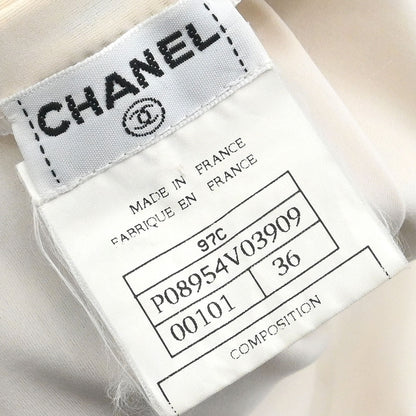 CHANEL
MADE IN FRANCE
FABRIQUE EN FRANCE
97C
P08954V03909
00101 36
COMPOSITION